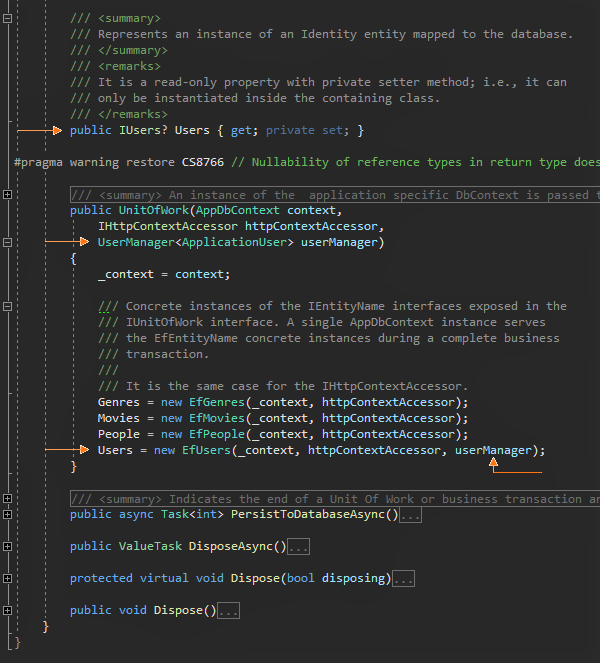 /// <summary>
/// Represents an instance of an Identity entity mapped to the database.
/// </summary>
/// <remarks>
/// It is a read-only property with private setter method; i.e., it can
/// only be instantiated inside the containing class.
/// </remarks>
public IUsers? Users { get; private set; }
#pragma warning restore CS8766 // Nullability of reference types in return type does
/// <summary> An instance of the  application specific DbContext is passed t
public UnitOfWork(AppDbContext context,
IHttpContextAccessor httpContextAccessor,
UserManager<ApplicationUser> userManager)
{
_context = context;
/// Concrete instances of the IEntityName interfaces exposed in the
/// IUnitOfWork interface. A single AppDbContext instance serves
/// the EfEntityName concrete instances during a complete business
/// transaction.
///
/// It is the same case for the IHttpContextAccessor.
Genres = new EfGenres(_context, httpContextAccessor);
Movies = new EfMovies(_context, httpContextAccessor);
People = new EfPeople(_context, httpContextAccessor);
Users = new EfUsers(_context, httpContextAccessor, userManager);
}
/// <summary> Indicates the end of a Unit Of Work or business transaction an
public async Task<int> PersistToDatabaseAsync()...
public ValueTask DisposeAsync()...
protected virtual void Dispose(bool disposing)...
public void Dispose()...
}
}